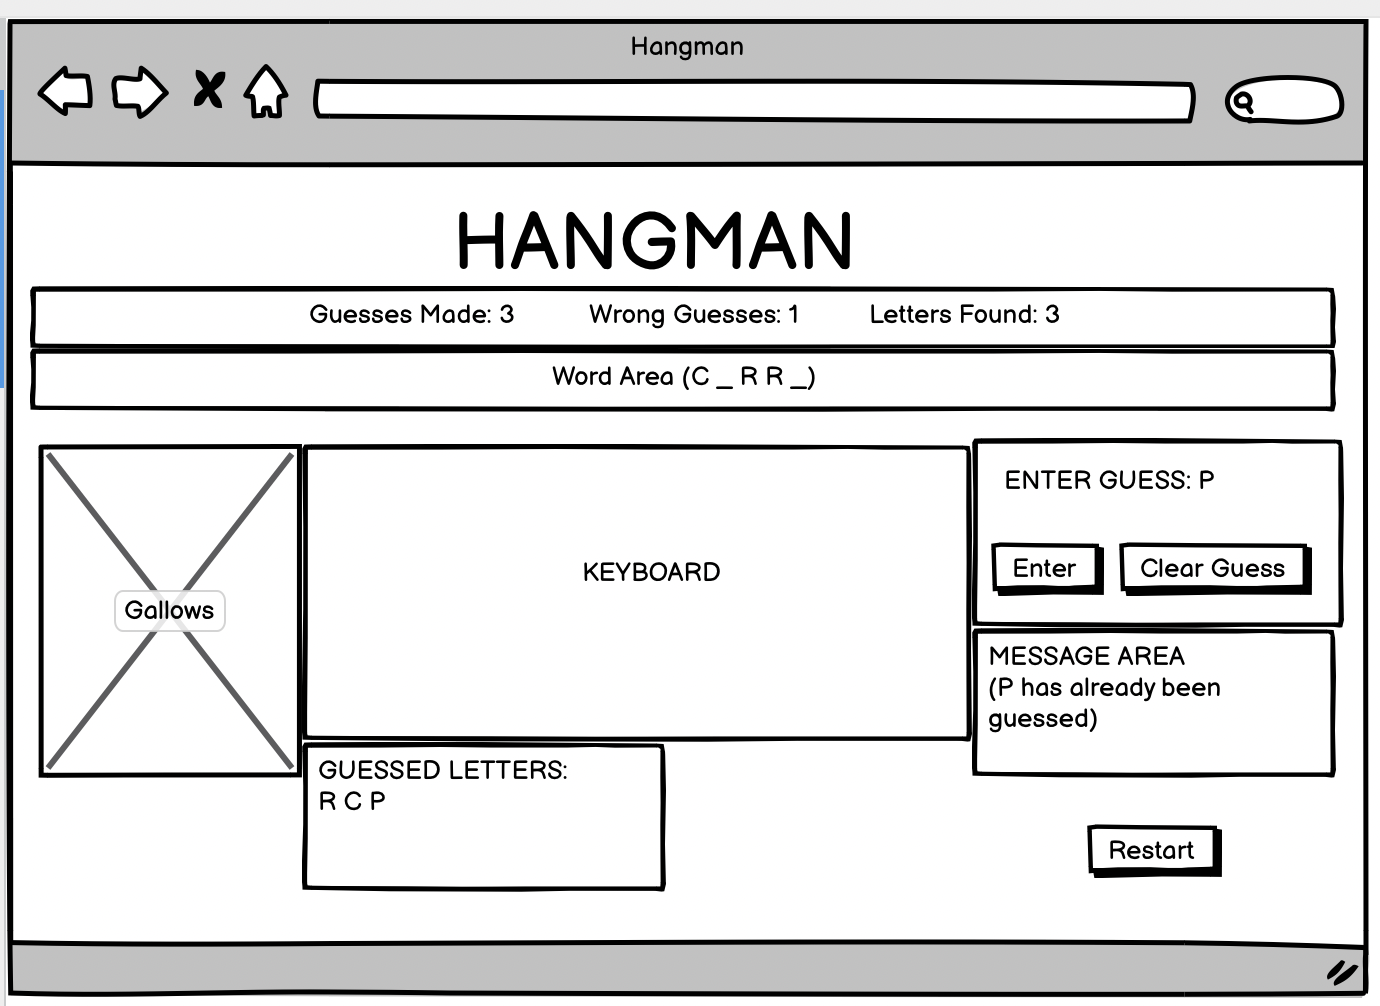 Hangman
HANGMAN
Guesses Made: 3 Wrong Guesses: 1 Letters Found: 3
Word Area (C _ R R _)
Gallows
KEYBOARD
GUESSED LETTERS:
R C P
ENTER GUESS: P
Enter Clear Guess
MESSAGE AREA
(P has already been
guessed)
Restart